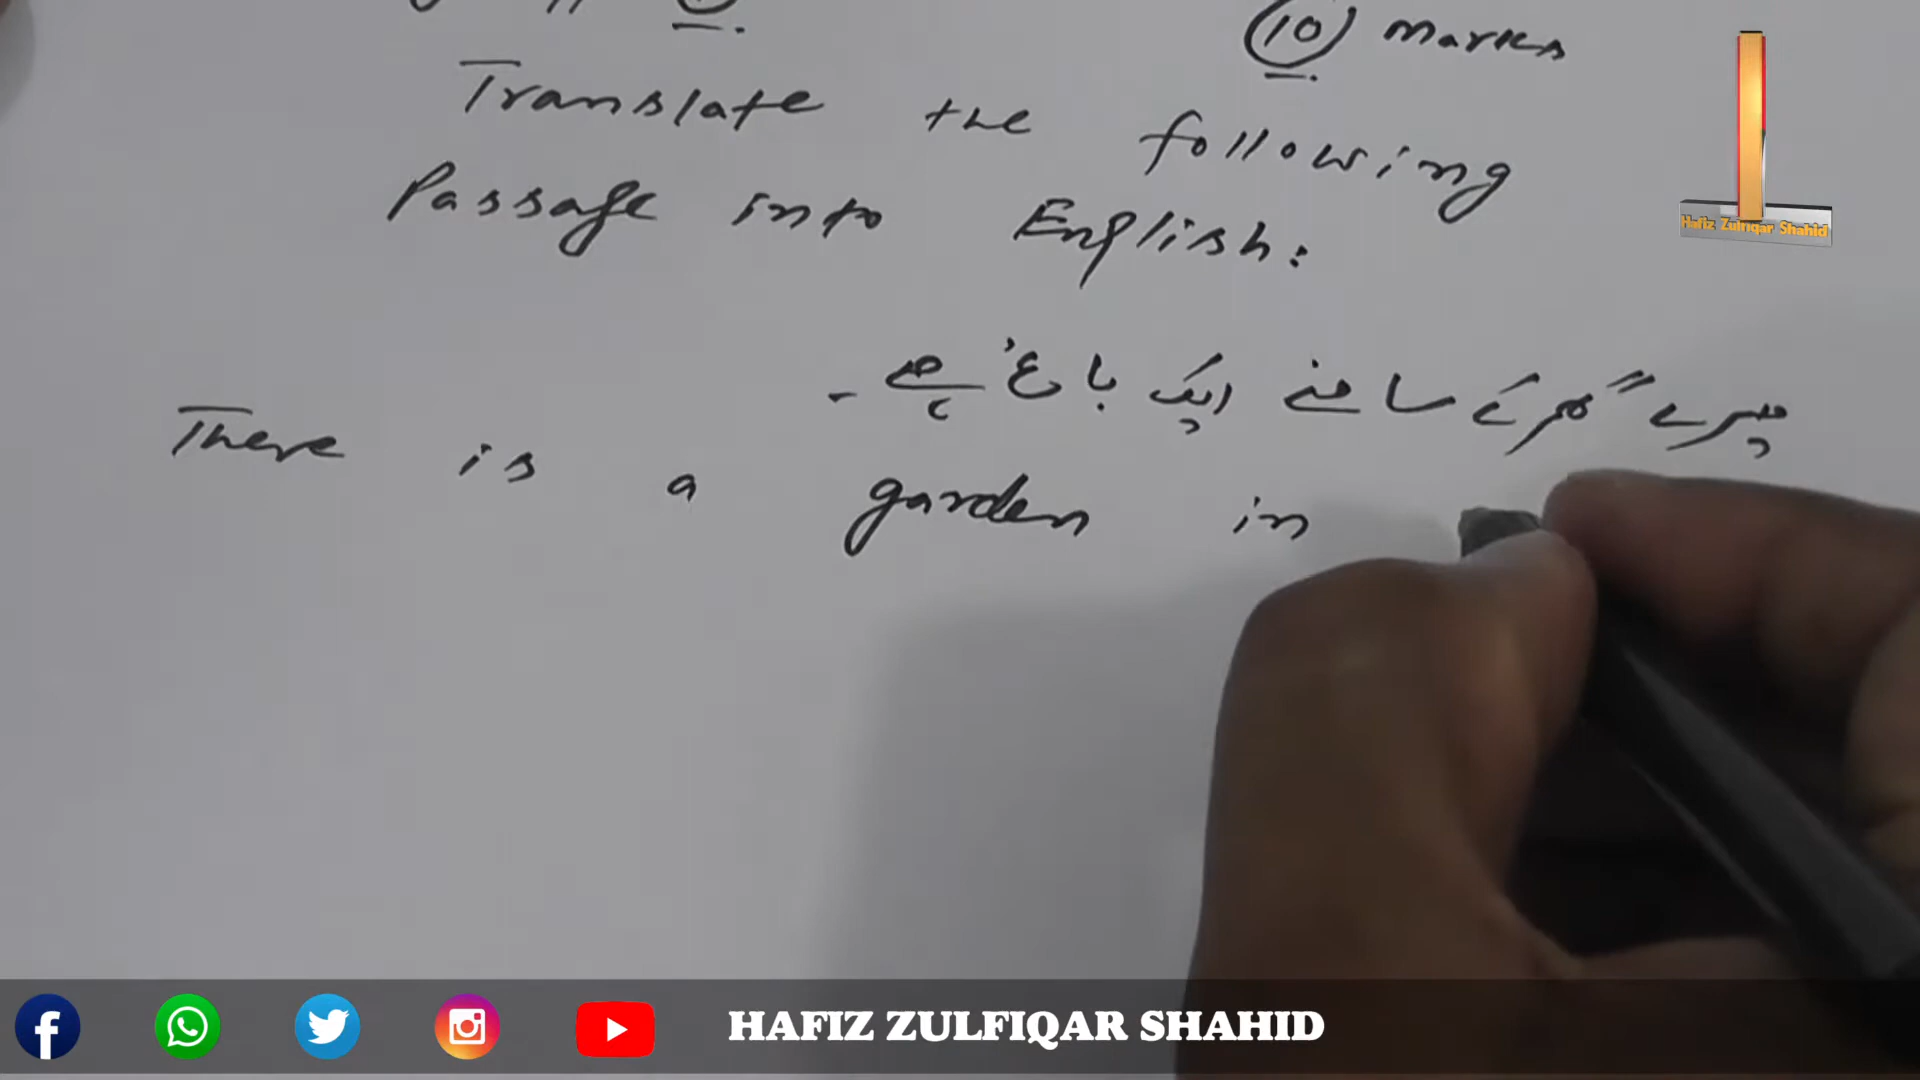 10 marks
Translate the following
Passage into English:
میرے گھر کے سامنے ایک باغ ہے ۔
There is a garden in
Hafiz Zulfiqar Shahid
HAFIZ ZULFIQAR SHAHID